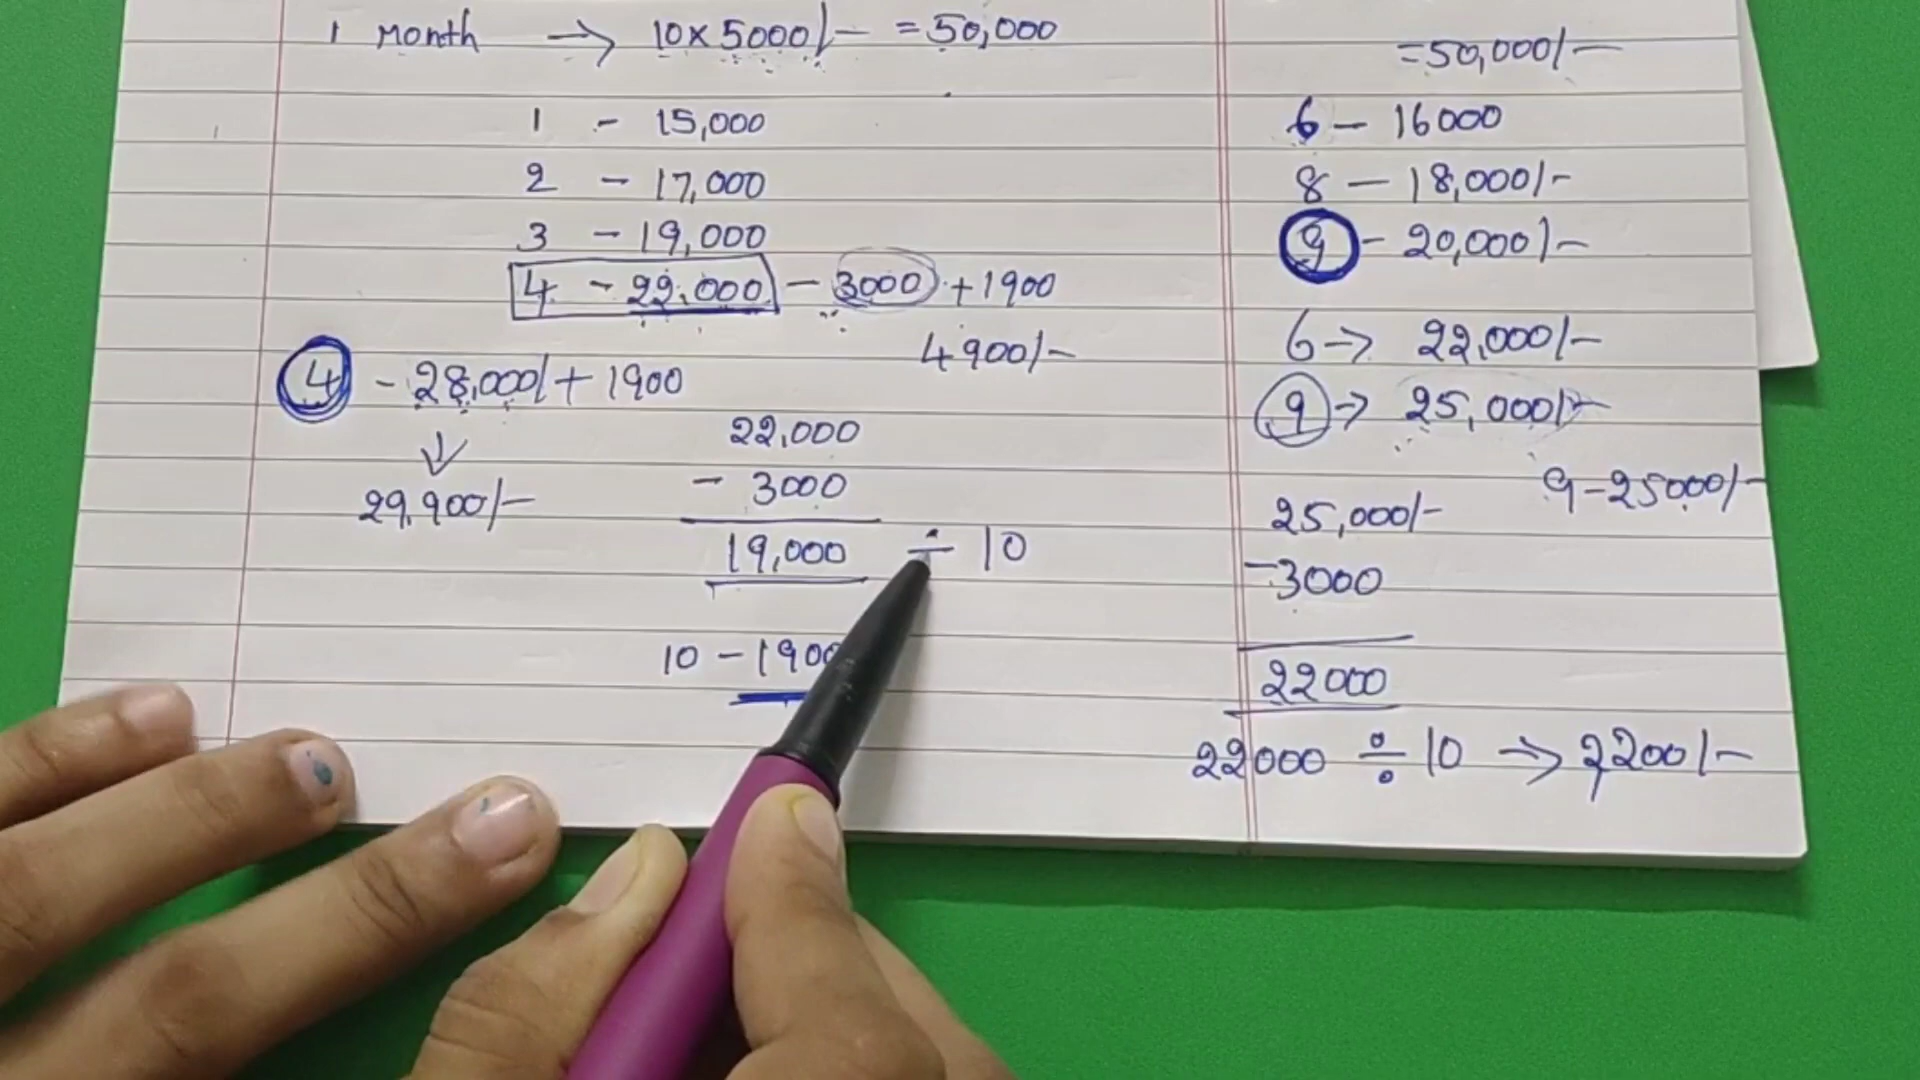 1 Month → 10 x 5000/- = 50,000
1 - 15,000
2 - 17,000
3 - 19,000
4 - 22,000 - 3000 + 1900
4900/-
4 - 28,000/ + 1900
↓
29,900/-
22,000
- 3000
19,000 ÷ 10
10 - 1900
= 50,000/-
6 - 16000
8 - 18,000/-
9 - 20,000/-
6 → 22,000/-
9 → 25,000/-
9 - 25000/-
25,000/-
- 3000
22000
22000 ÷ 10 → 2200/-